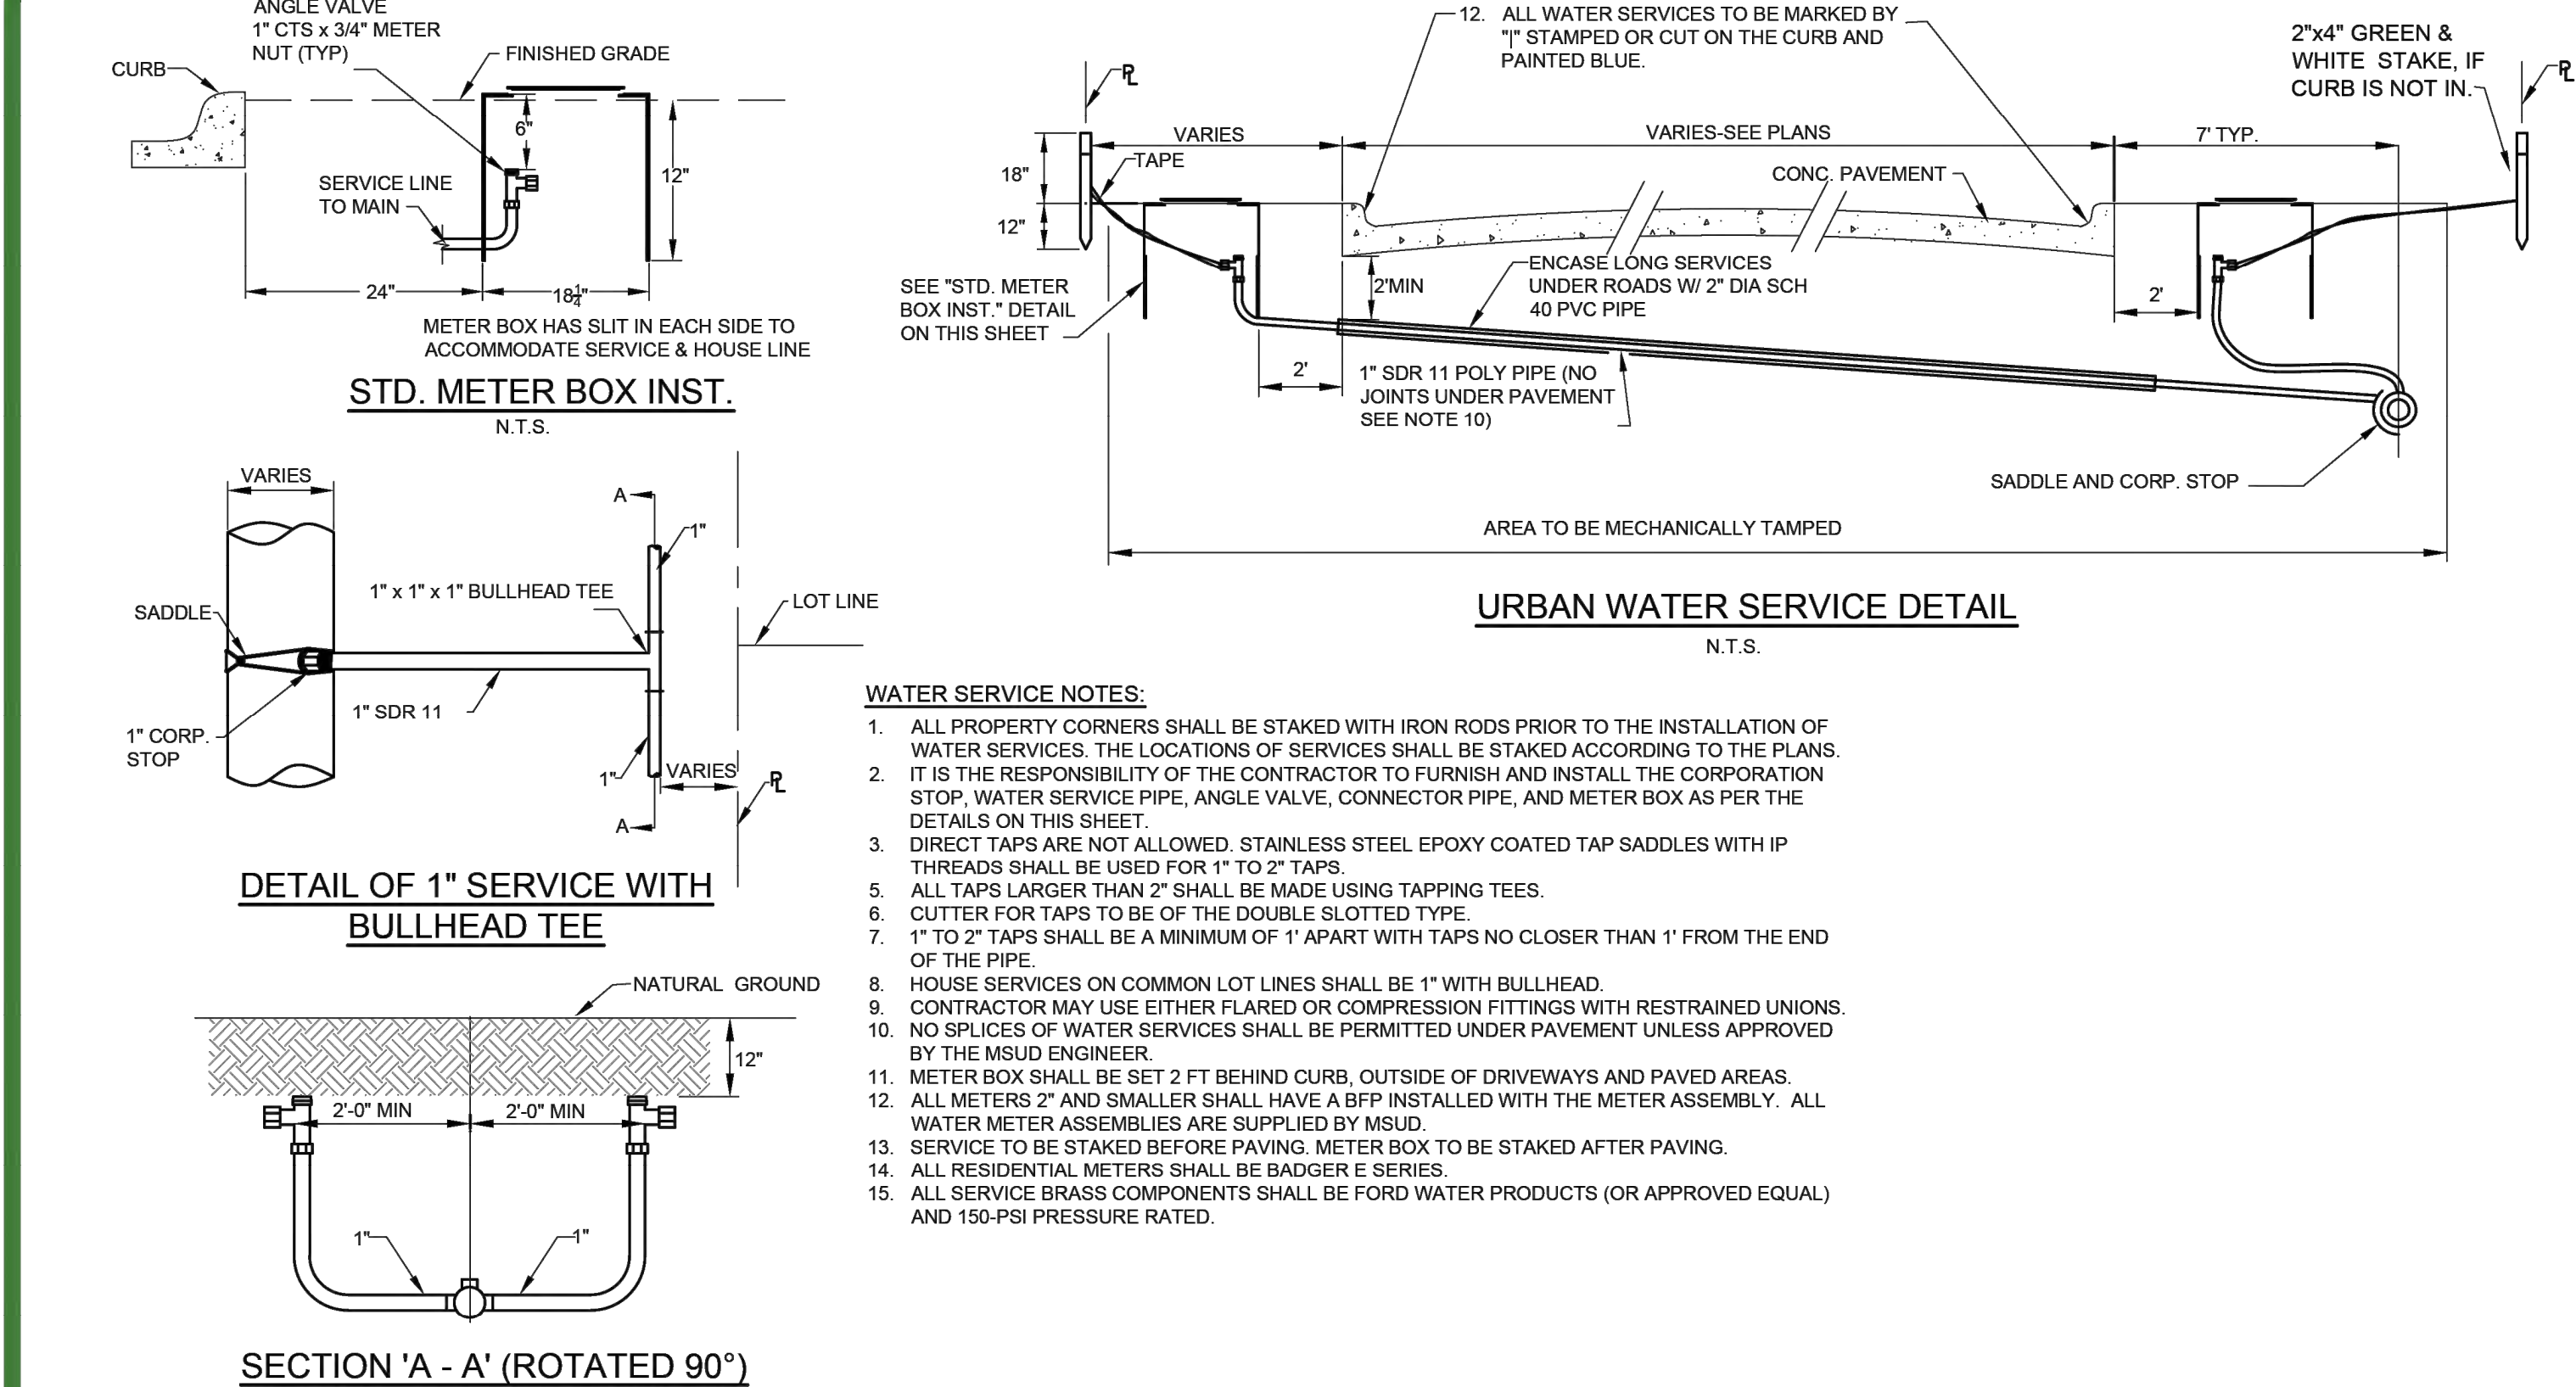 ANGLE VALVE
1" CTS x 3/4" METER
NUT (TYP)
CURB
FINISHED GRADE
6"
12"
SERVICE LINE
TO MAIN
24"
18 1/4"
METER BOX HAS SLIT IN EACH SIDE TO
ACCOMMODATE SERVICE & HOUSE LINE
STD. METER BOX INST.
N.T.S.
12. ALL WATER SERVICES TO BE MARKED BY
"|" STAMPED OR CUT ON THE CURB AND
PAINTED BLUE.
2"x4" GREEN &
WHITE STAKE, IF
CURB IS NOT IN.
PL
PL
VARIES
VARIES-SEE PLANS
7' TYP.
TAPE
18"
12"
CONC. PAVEMENT
SEE "STD. METER
BOX INST." DETAIL
ON THIS SHEET
2'MIN
ENCASE LONG SERVICES
UNDER ROADS W/ 2" DIA SCH
40 PVC PIPE
2'
2'
1" SDR 11 POLY PIPE (NO
JOINTS UNDER PAVEMENT
SEE NOTE 10)
SADDLE AND CORP. STOP
AREA TO BE MECHANICALLY TAMPED
URBAN WATER SERVICE DETAIL
N.T.S.
VARIES
A
1"
1" x 1" x 1" BULLHEAD TEE
SADDLE
LOT LINE
1" SDR 11
1" CORP.
STOP
1"
VARIES
PL
A
DETAIL OF 1" SERVICE WITH
BULLHEAD TEE
NATURAL GROUND
12"
2'-0" MIN
2'-0" MIN
1"
1"
SECTION 'A - A' (ROTATED 90°)
WATER SERVICE NOTES:
1. ALL PROPERTY CORNERS SHALL BE STAKED WITH IRON RODS PRIOR TO THE INSTALLATION OF
WATER SERVICES. THE LOCATIONS OF SERVICES SHALL BE STAKED ACCORDING TO THE PLANS.
2. IT IS THE RESPONSIBILITY OF THE CONTRACTOR TO FURNISH AND INSTALL THE CORPORATION
STOP, WATER SERVICE PIPE, ANGLE VALVE, CONNECTOR PIPE, AND METER BOX AS PER THE
DETAILS ON THIS SHEET.
3. DIRECT TAPS ARE NOT ALLOWED. STAINLESS STEEL EPOXY COATED TAP SADDLES WITH IP
THREADS SHALL BE USED FOR 1" TO 2" TAPS.
5. ALL TAPS LARGER THAN 2" SHALL BE MADE USING TAPPING TEES.
6. CUTTER FOR TAPS TO BE OF THE DOUBLE SLOTTED TYPE.
7. 1" TO 2" TAPS SHALL BE A MINIMUM OF 1' APART WITH TAPS NO CLOSER THAN 1' FROM THE END
OF THE PIPE.
8. HOUSE SERVICES ON COMMON LOT LINES SHALL BE 1" WITH BULLHEAD.
9. CONTRACTOR MAY USE EITHER FLARED OR COMPRESSION FITTINGS WITH RESTRAINED UNIONS.
10. NO SPLICES OF WATER SERVICES SHALL BE PERMITTED UNDER PAVEMENT UNLESS APPROVED
BY THE MSUD ENGINEER.
11. METER BOX SHALL BE SET 2 FT BEHIND CURB, OUTSIDE OF DRIVEWAYS AND PAVED AREAS.
12. ALL METERS 2" AND SMALLER SHALL HAVE A BFP INSTALLED WITH THE METER ASSEMBLY. ALL
WATER METER ASSEMBLIES ARE SUPPLIED BY MSUD.
13. SERVICE TO BE STAKED BEFORE PAVING. METER BOX TO BE STAKED AFTER PAVING.
14. ALL RESIDENTIAL METERS SHALL BE BADGER E SERIES.
15. ALL SERVICE BRASS COMPONENTS SHALL BE FORD WATER PRODUCTS (OR APPROVED EQUAL)
AND 150-PSI PRESSURE RATED.